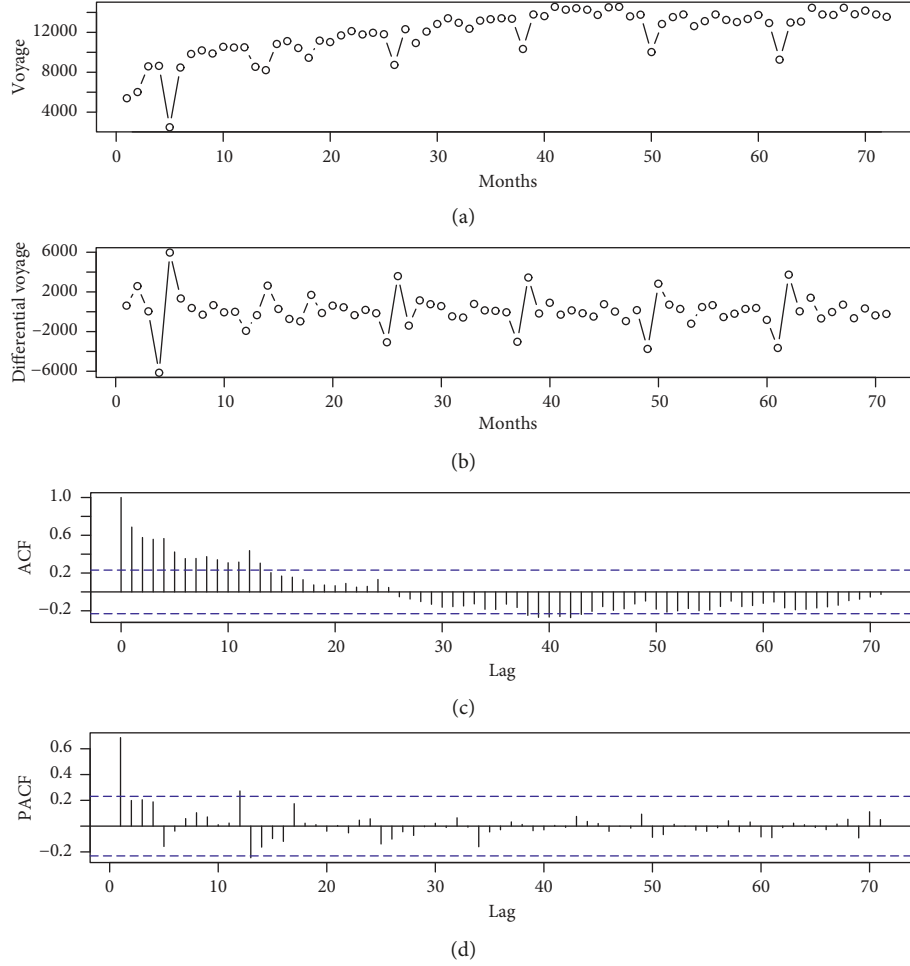 Voyage
12000
8000
4000
0 10 20 30 40 50 60 70
Months
(a)
Differential voyage
6000
2000
−2000
−6000
0 10 20 30 40 50 60 70
Months
(b)
ACF
1.0
0.6
0.2
−0.2
0 10 20 30 40 50 60 70
Lag
(c)
PACF
0.6
0.4
0.2
−0.2
0 10 20 30 40 50 60 70
Lag
(d)